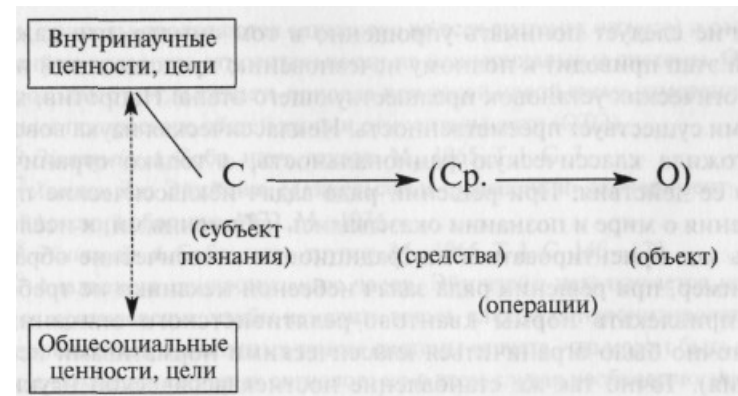 Внутринаучные
ценности, цели
С
(Ср.
О)
(субъект
познания)
(средства)
(объект)
(операции)
Общесоциальные
ценности, цели